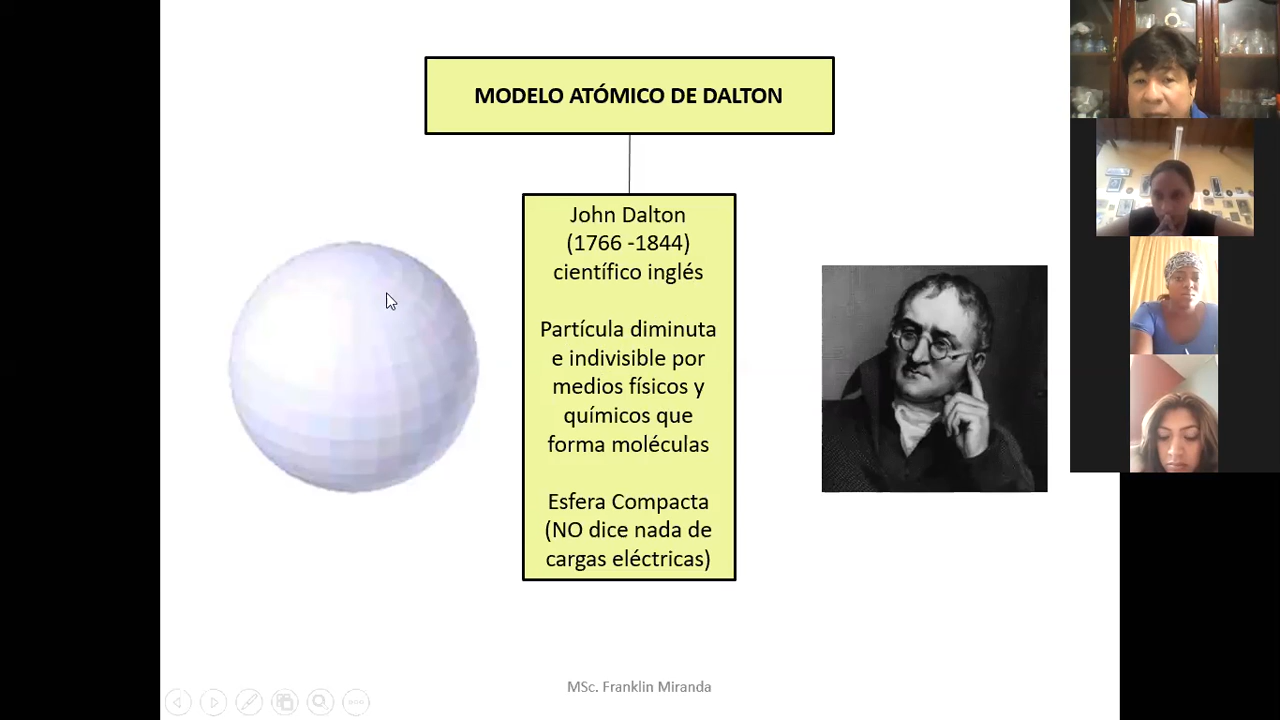 MODELO ATÓMICO DE DALTON
John Dalton
(1766 -1844)
científico inglés
Partícula diminuta
e indivisible por
medios físicos y
químicos que
forma moléculas
Esfera Compacta
(NO dice nada de
cargas eléctricas)
MSc. Franklin Miranda